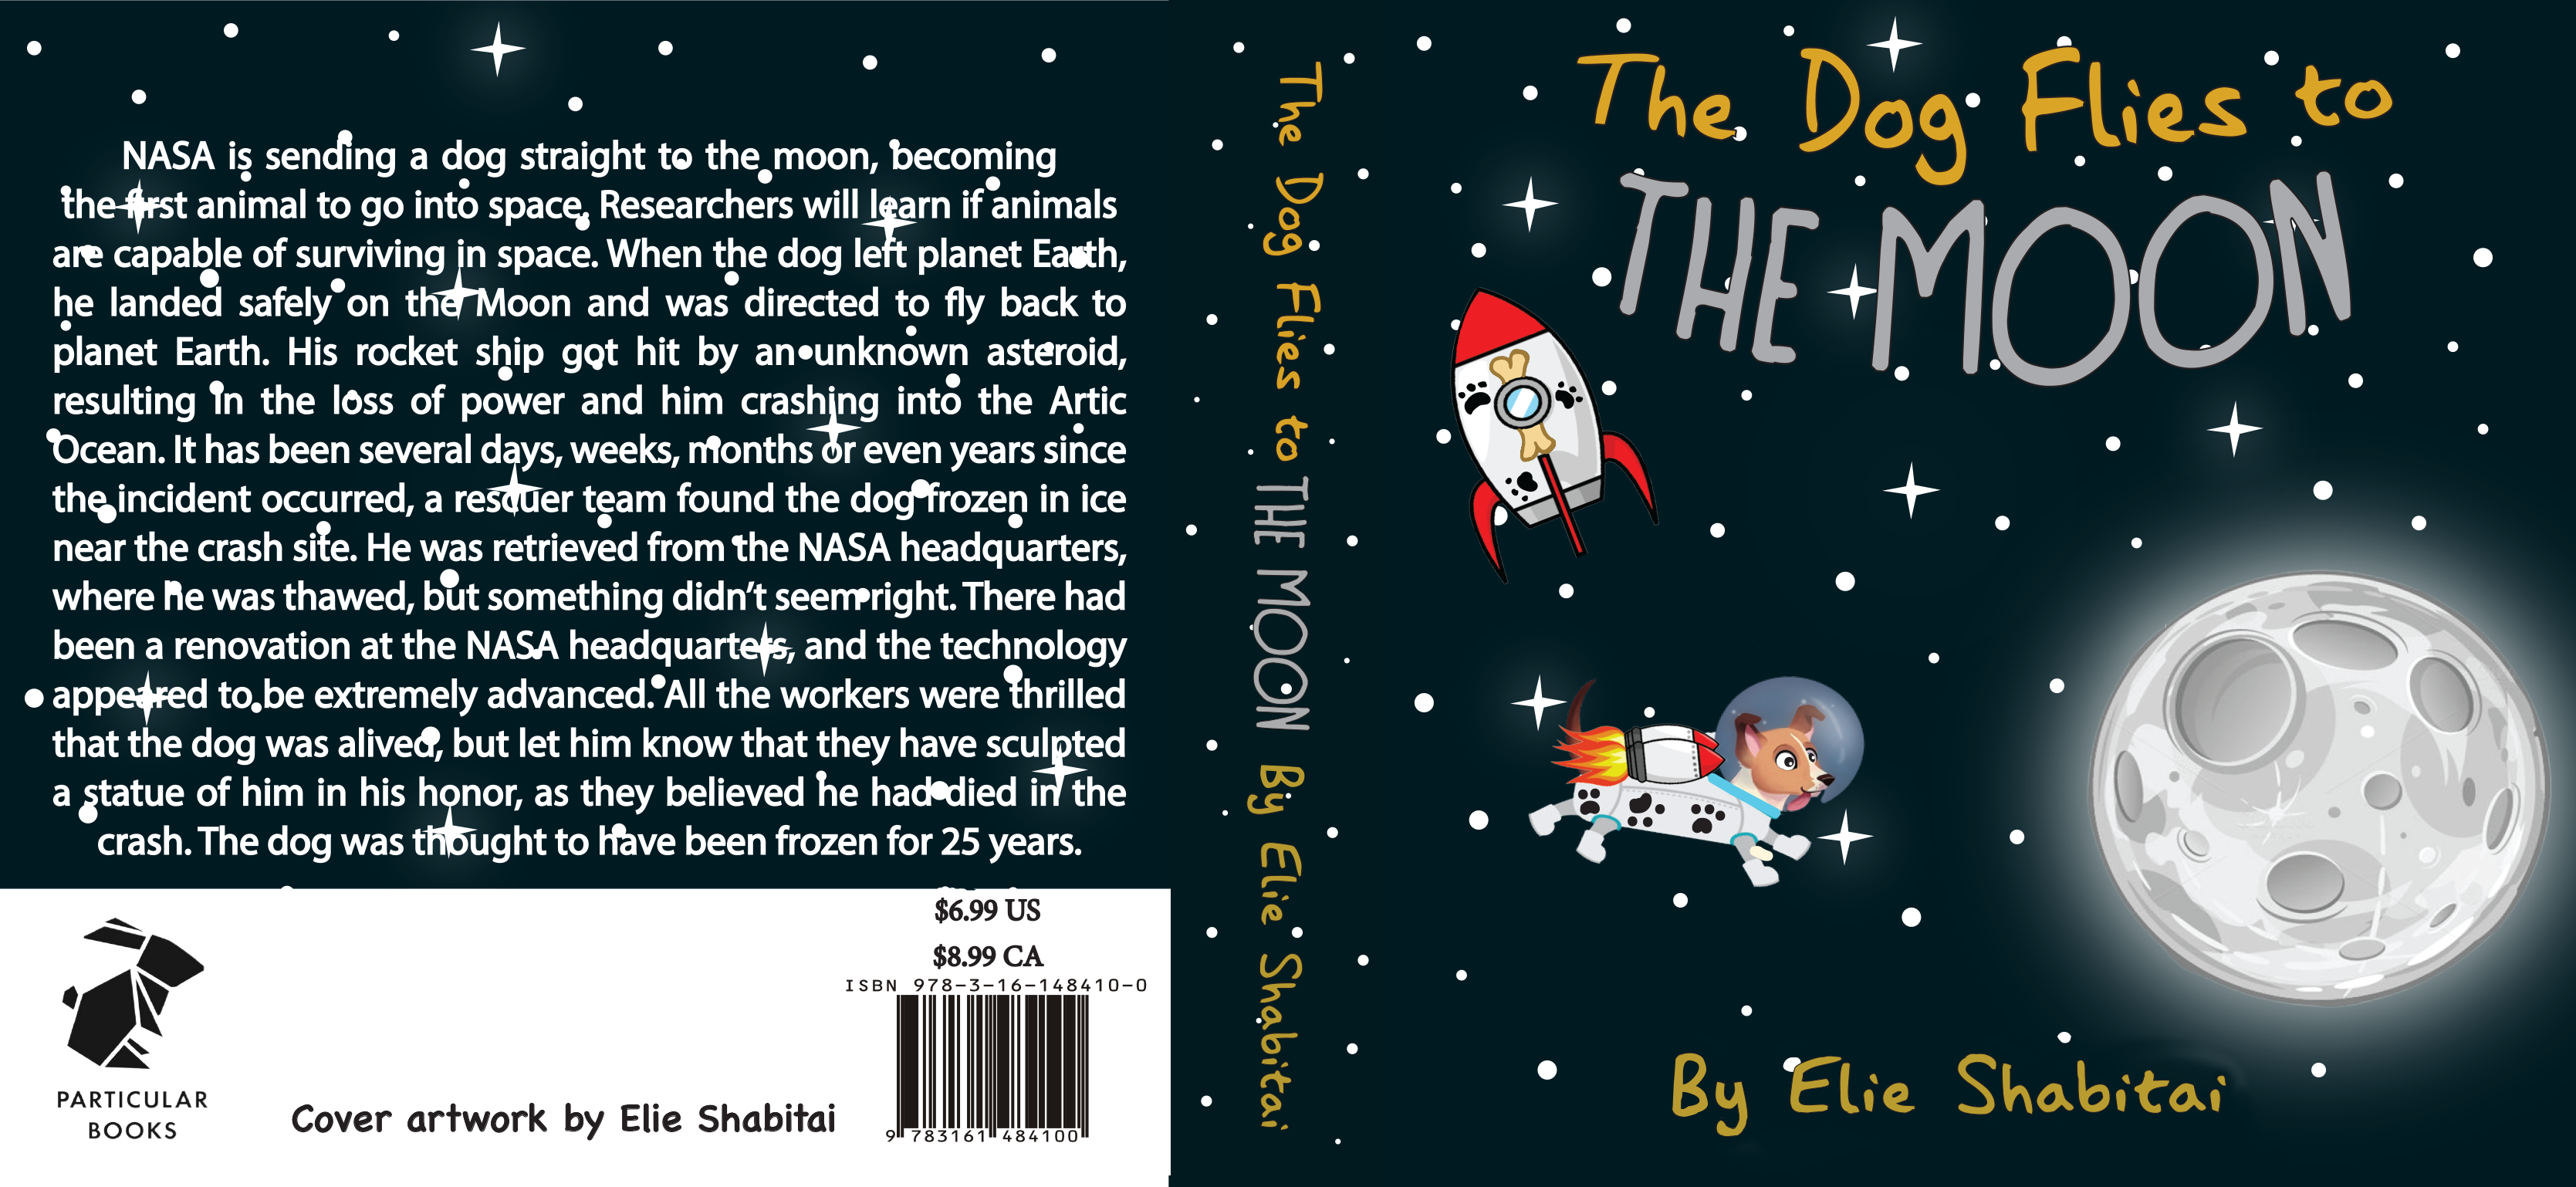 NASA is sending a dog straight to the moon, becoming
the first animal to go into space. Researchers will learn if animals
are capable of surviving in space. When the dog left planet Earth,
he landed safely on the Moon and was directed to fly back to
planet Earth. His rocket ship got hit by an unknown asteroid,
resulting in the loss of power and him crashing into the Artic
Ocean. It has been several days, weeks, months or even years since
the incident occurred, a rescuer team found the dog frozen in ice
near the crash site. He was retrieved from the NASA headquarters,
where he was thawed, but something didn't seem right. There had
been a renovation at the NASA headquarters, and the technology
appeared to be extremely advanced. All the workers were thrilled
that the dog was alived, but let him know that they have sculpted
a statue of him in his honor, as they believed he had died in the
crash. The dog was thought to have been frozen for 25 years.
PARTICULAR
BOOKS
Cover artwork by Elie Shabitai
$6.99 US
$8.99 CA
ISBN 978-3-16-148410-0
9 783161 484100
The Dog Flies to THE MOON By Elie Shabitai
The Dog Flies to
THE MOON
By Elie Shabitai